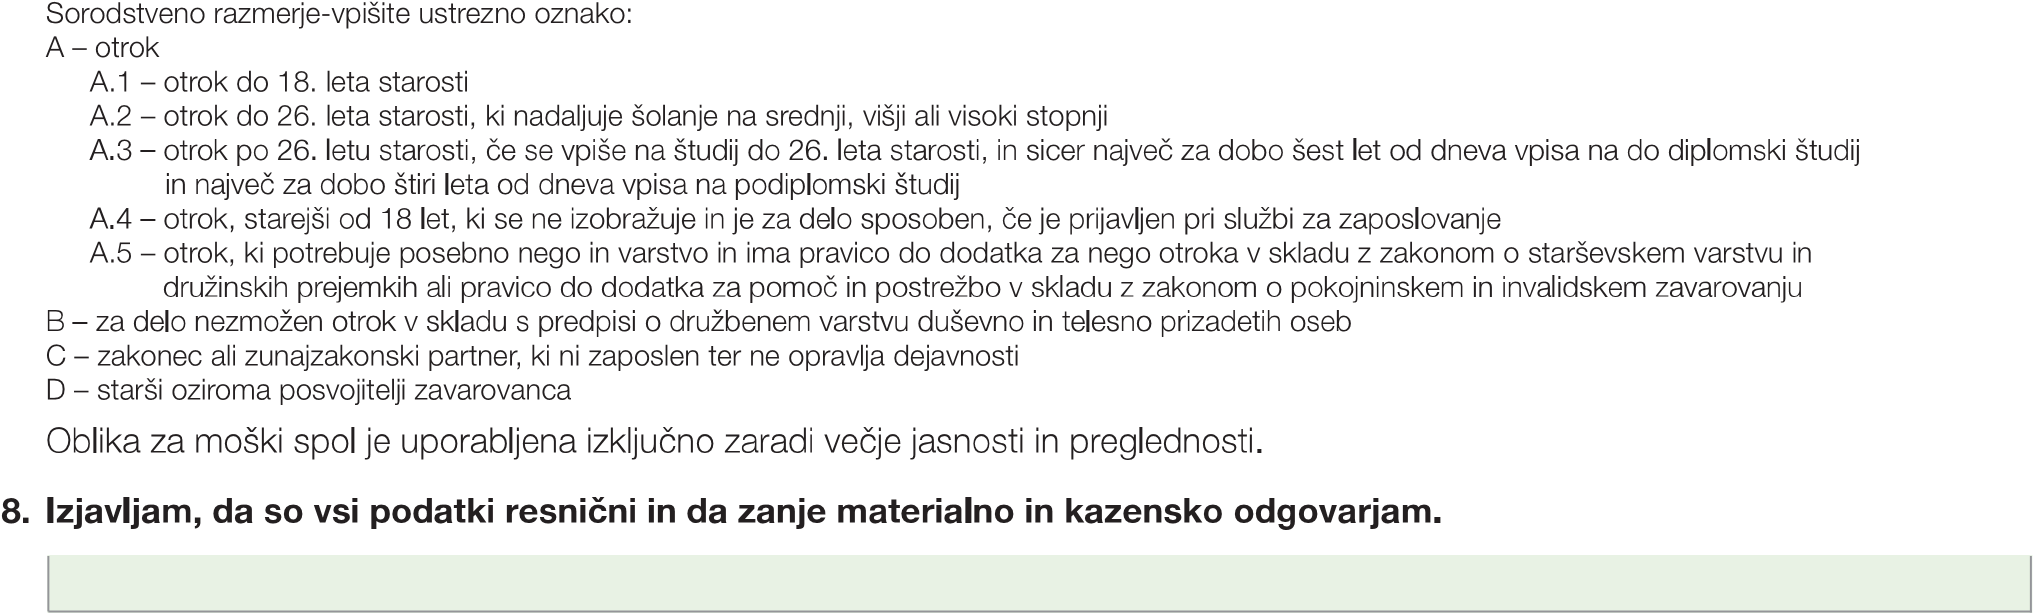 Sorodstveno razmerje-vpišite ustrezno oznako:
A – otrok
A.1 – otrok do 18. leta starosti
A.2 – otrok do 26. leta starosti, ki nadaljuje šolanje na srednji, višji ali visoki stopnji
A.3 – otrok po 26. letu starosti, če se vpiše na študij do 26. leta starosti, in sicer največ za dobo šest let od dneva vpisa na do diplomski študij
in največ za dobo štiri leta od dneva vpisa na podiplomski študij
A.4 – otrok, starejši od 18 let, ki se ne izobražuje in je za delo sposoben, če je prijavljen pri službi za zaposlovanje
A.5 – otrok, ki potrebuje posebno nego in varstvo in ima pravico do dodatka za nego otroka v skladu z zakonom o starševskem varstvu in
družinskih prejemkih ali pravico do dodatka za pomoč in postrežbo v skladu z zakonom o pokojninskem in invalidskem zavarovanju
B – za delo nezmožen otrok v skladu s predpisi o družbenem varstvu duševno in telesno prizadetih oseb
C – zakonec ali zunajzakonski partner, ki ni zaposlen ter ne opravlja dejavnosti
D – starši oziroma posvojitelji zavarovanca
Oblika za moški spol je uporabljena izključno zaradi večje jasnosti in preglednosti.
8. Izjavljam, da so vsi podatki resnični in da zanje materialno in kazensko odgovarjam.